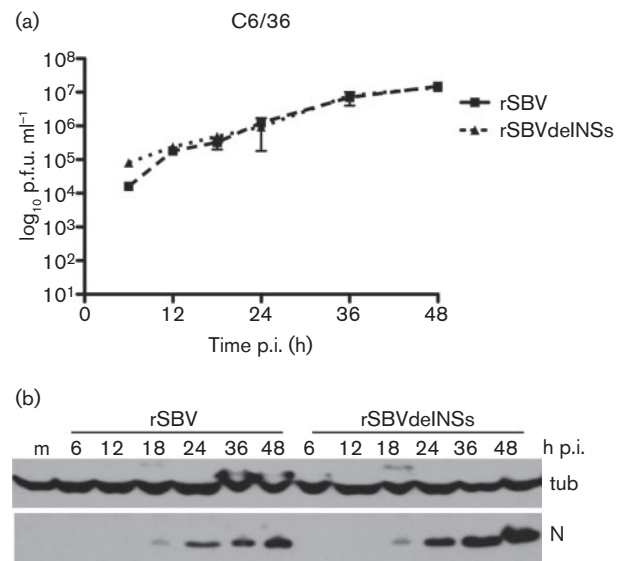 (a)
C6/36
10⁸
10⁷
10⁶
10⁵
10⁴
10³
10²
10¹
log₁₀ p.f.u. ml⁻¹
0 12 24 36 48
Time p.i. (h)
rSBV
rSBVdelNSs
(b)
rSBV rSBVdelNSs
m 6 12 18 24 36 48 6 12 18 24 36 48 h p.i.
tub
N